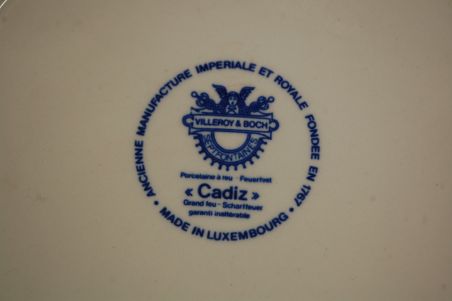 ANCIENNE MANUFACTURE IMPERIALE ET ROYALE FONDEE EN 1767
VILLEROY & BOCH
SEPTFONTAINES
Porcelaine à feu - Feuerfest
« Cadiz »
Grand feu - Scharffeuer
garanti inaltérable
• MADE IN LUXEMBOURG •